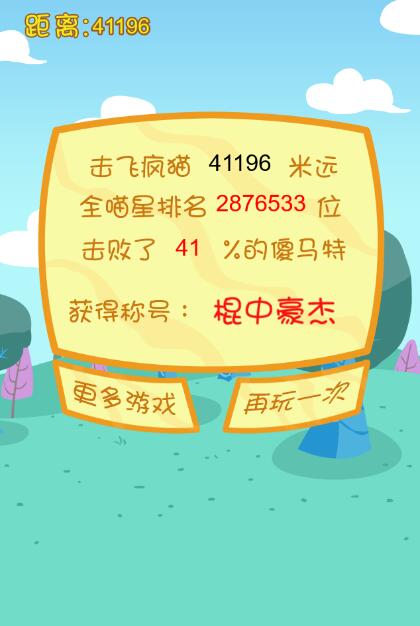 距离:41196
击飞疯猫 41196 米远
全喵星排名 2876533 位
击败了 41 %的傻马特
获得称号： 棍中豪杰
更多游戏
再玩一次